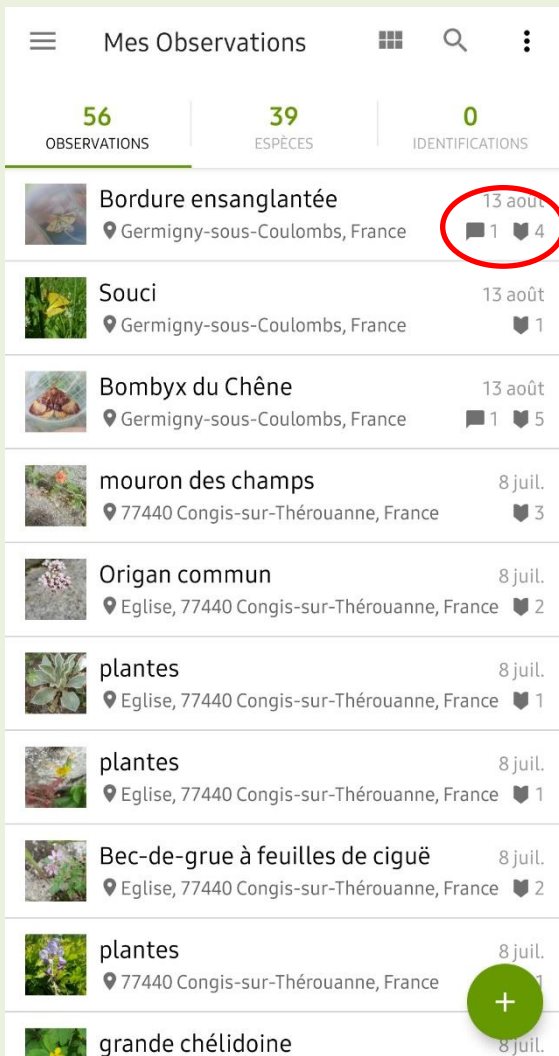 Mes Observations
56 39 0
OBSERVATIONS ESPÈCES IDENTIFICATIONS
Bordure ensanglantée 13 août
Germigny-sous-Coulombs, France 1 4
Souci 13 août
Germigny-sous-Coulombs, France 1
Bombyx du Chêne 13 août
Germigny-sous-Coulombs, France 1 5
mouron des champs 8 juil.
77440 Congis-sur-Thérouanne, France 3
Origan commun 8 juil.
Eglise, 77440 Congis-sur-Thérouanne, France 2
plantes 8 juil.
Eglise, 77440 Congis-sur-Thérouanne, France 1
plantes 8 juil.
Eglise, 77440 Congis-sur-Thérouanne, France 1
Bec-de-grue à feuilles de ciguë 8 juil.
Eglise, 77440 Congis-sur-Thérouanne, France 2
plantes 8 juil.
77440 Congis-sur-Thérouanne, France 1
grande chélidoine 8 juil.